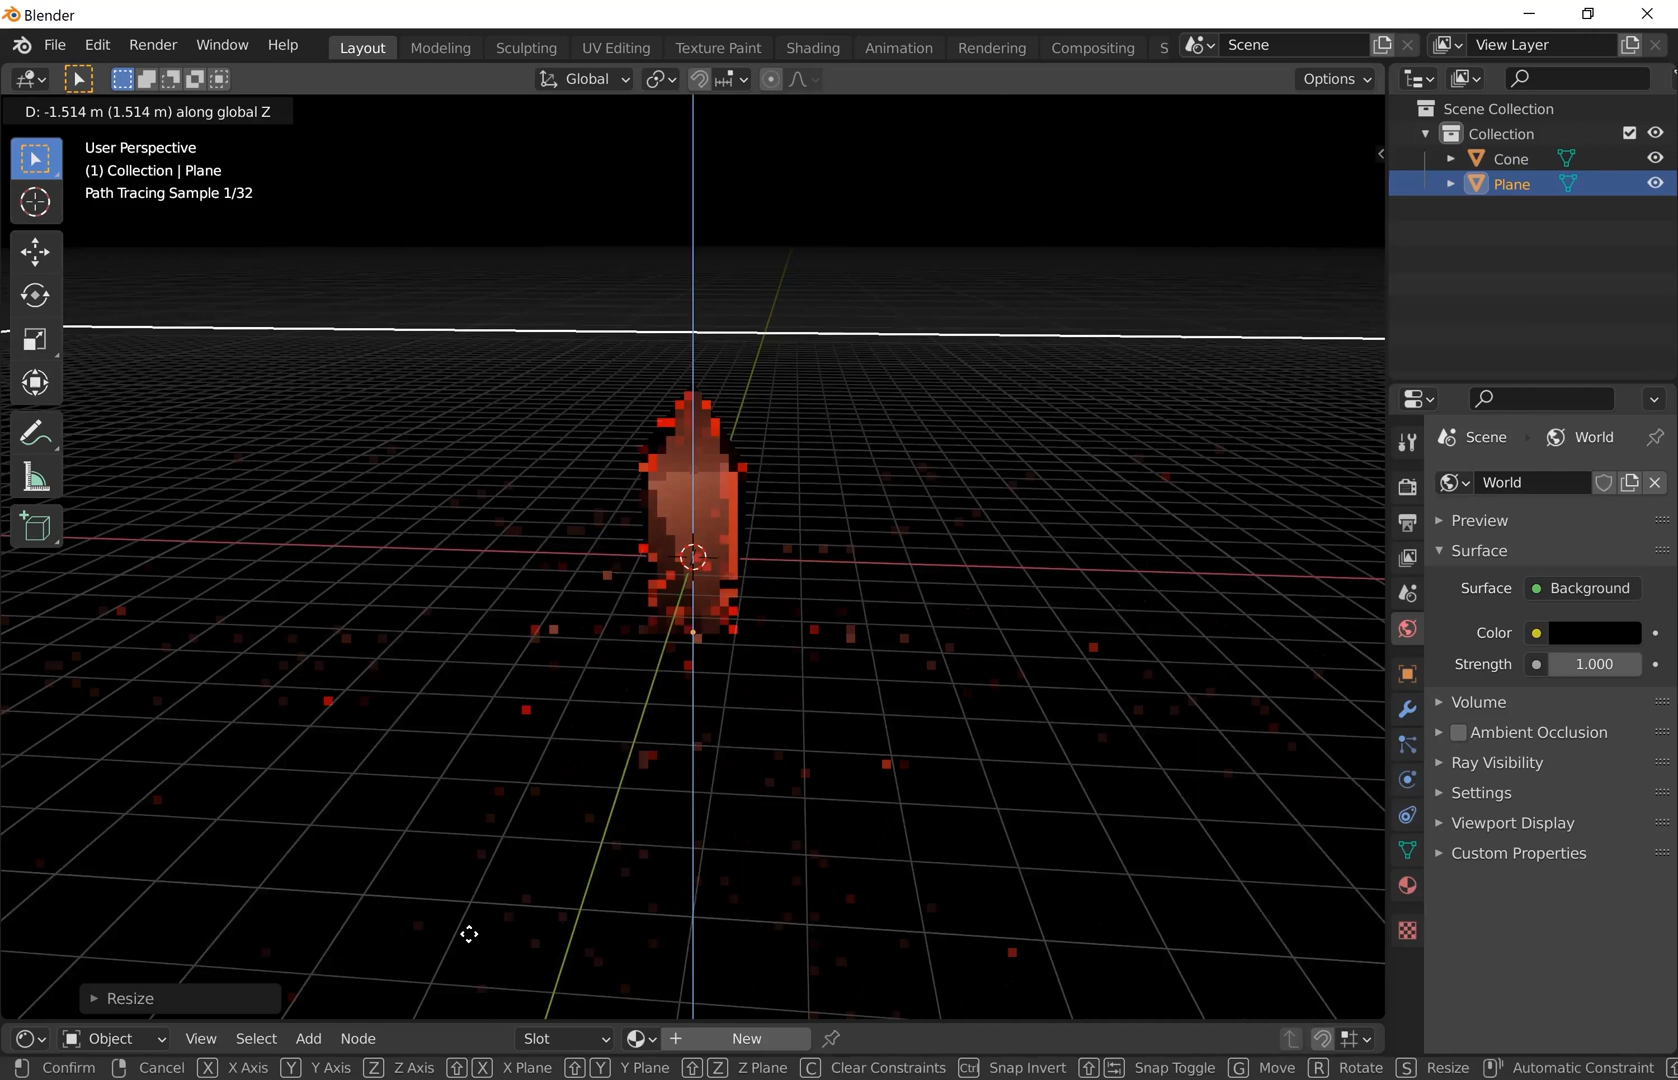 Blender
File Edit Render Window Help Layout Modeling Sculpting UV Editing Texture Paint Shading Animation Rendering Compositing S Scene View Layer
Global Options
D: -1.514 m (1.514 m) along global Z
User Perspective
(1) Collection | Plane
Path Tracing Sample 1/32
Scene Collection
Collection
Cone
Plane
Scene World
World
Preview
Surface
Surface Background
Color
Strength 1.000
Volume
Ambient Occlusion
Ray Visibility
Settings
Viewport Display
Custom Properties
Resize
Object View Select Add Node Slot New
Confirm Cancel X X Axis Y Y Axis Z Z Axis X X Plane Y Y Plane Z Z Plane C Clear Constraints Ctrl Snap Invert Snap Toggle G Move R Rotate S Resize Automatic Constraint